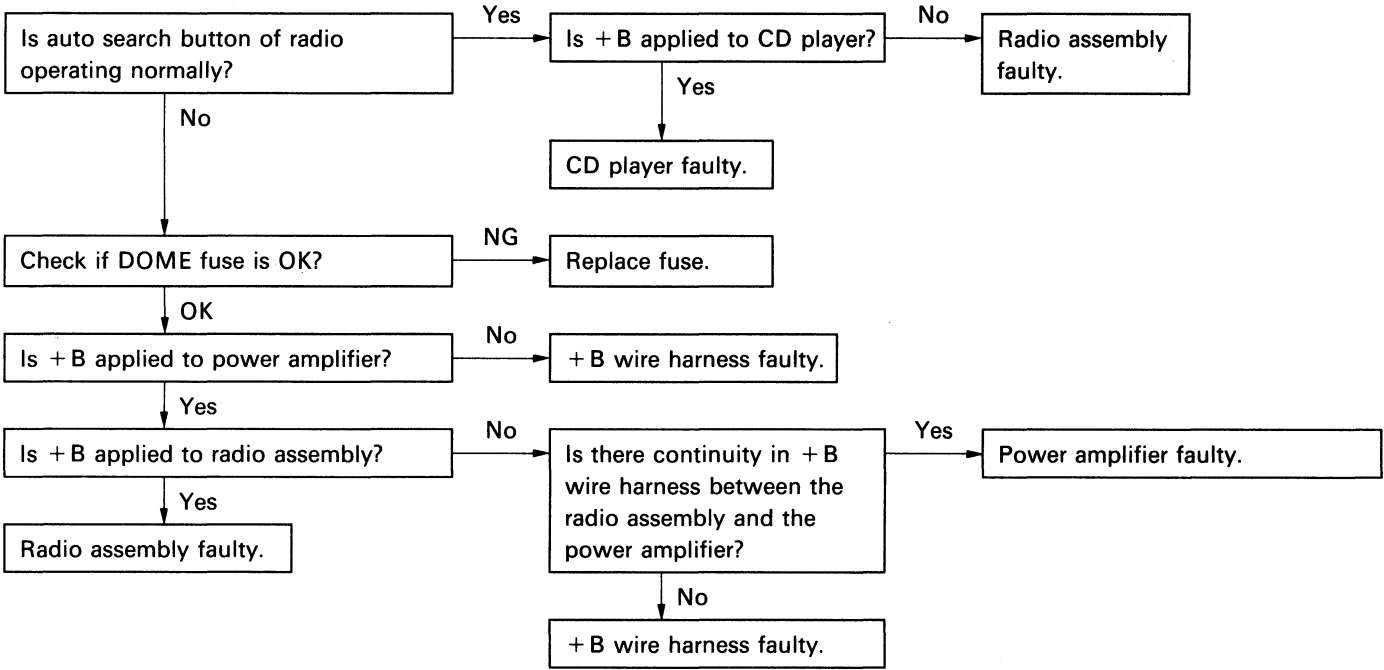 Is auto search button of radio
operating normally?
Yes
Is +B applied to CD player?
No
Radio assembly
faulty.
Yes
CD player faulty.
No
Check if DOME fuse is OK?
NG
Replace fuse.
OK
Is +B applied to power amplifier?
No
+B wire harness faulty.
Yes
Is +B applied to radio assembly?
No
Is there continuity in +B
wire harness between the
radio assembly and the
power amplifier?
Yes
Power amplifier faulty.
Yes
Radio assembly faulty.
No
+B wire harness faulty.